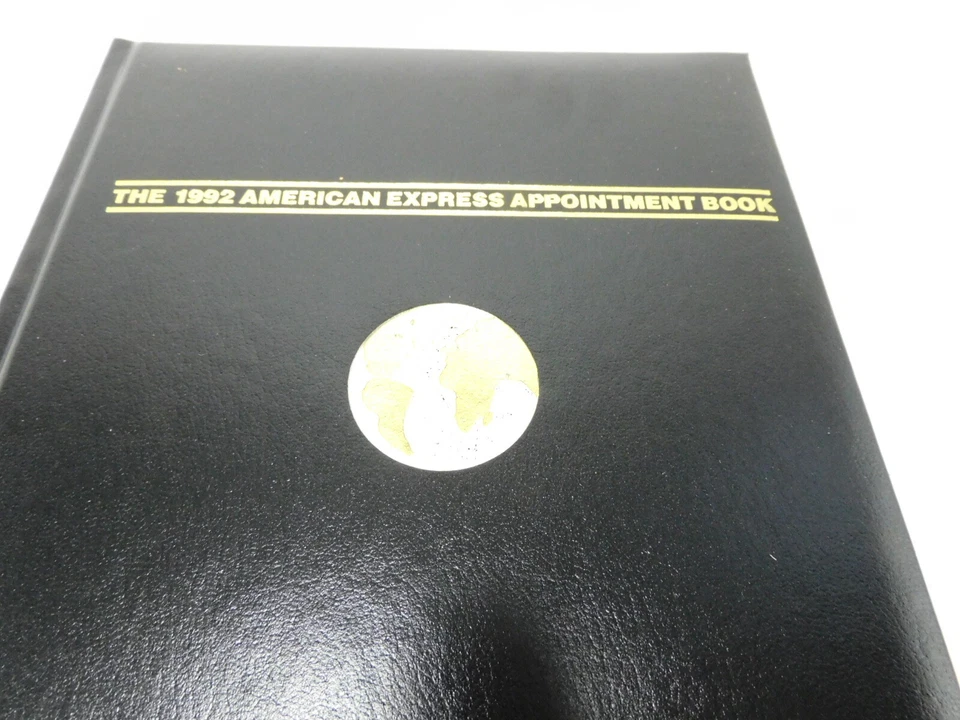 THE 1992 AMERICAN EXPRESS APPOINTMENT BOOK